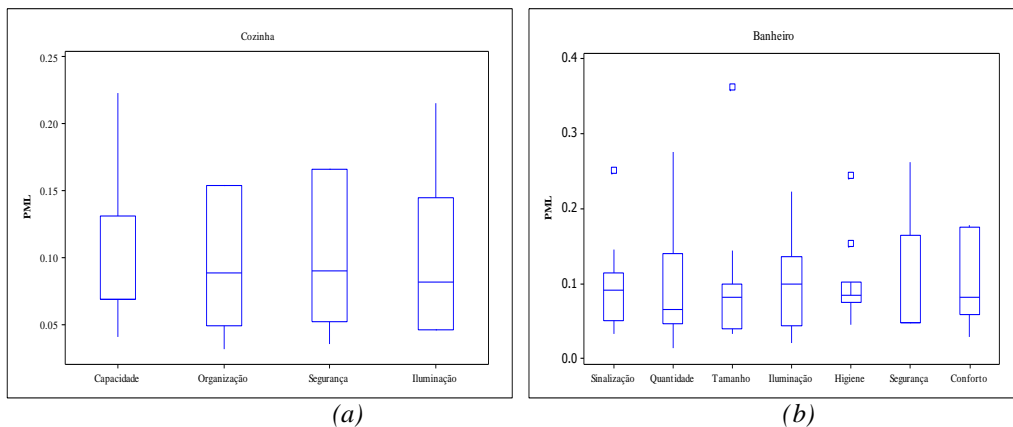 Cozinha
0.25
0.20
0.15
0.10
0.05
PML
Capacidade Organização Segurança Iluminação
(a)
Banheiro
0.4
0.3
0.2
0.1
0.0
PML
Sinalização Quantidade Tamanho Iluminação Higiene Segurança Conforto
(b)